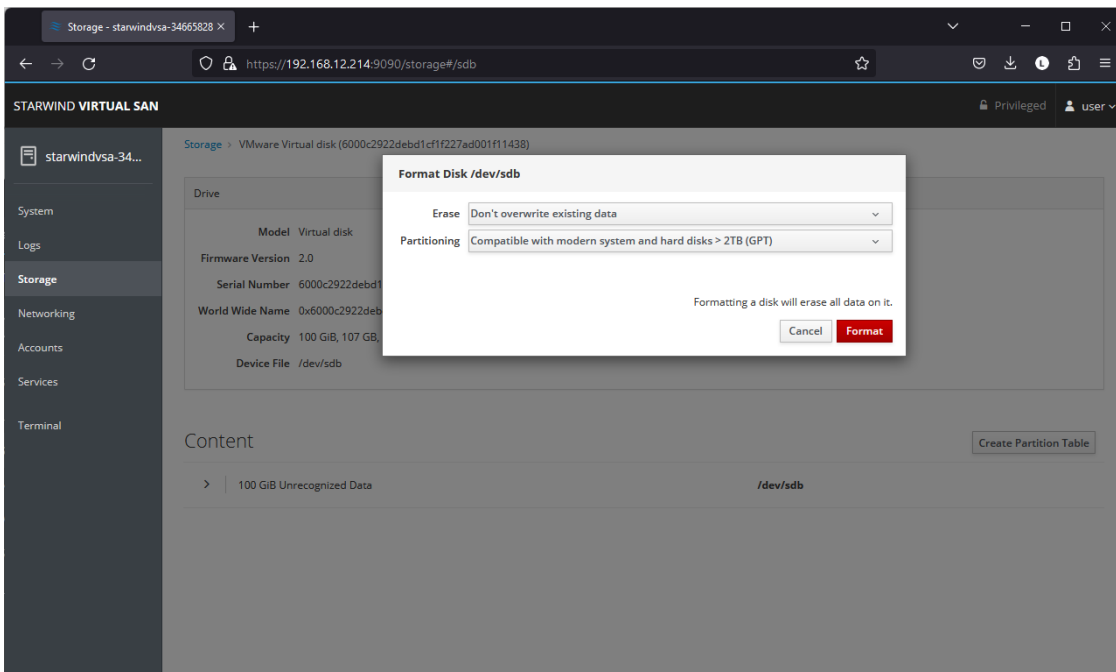 Storage - starwindvsa-34665828
https://192.168.12.214:9090/storage#/sdb
L
STARWIND VIRTUAL SAN
Privileged
user
starwindvsa-34...
System
Logs
Storage
Networking
Accounts
Services
Terminal
Storage > VMware Virtual disk (6000c2922debd1cf1f227ad001f11438)
Drive
Model Virtual disk
Firmware Version 2.0
Serial Number 6000c2922debd1
World Wide Name 0x6000c2922deb
Capacity 100 GiB, 107 GB,
Device File /dev/sdb
Format Disk /dev/sdb
Erase Don't overwrite existing data
Partitioning Compatible with modern system and hard disks > 2TB (GPT)
Formatting a disk will erase all data on it.
Cancel Format
Content
Create Partition Table
100 GiB Unrecognized Data /dev/sdb